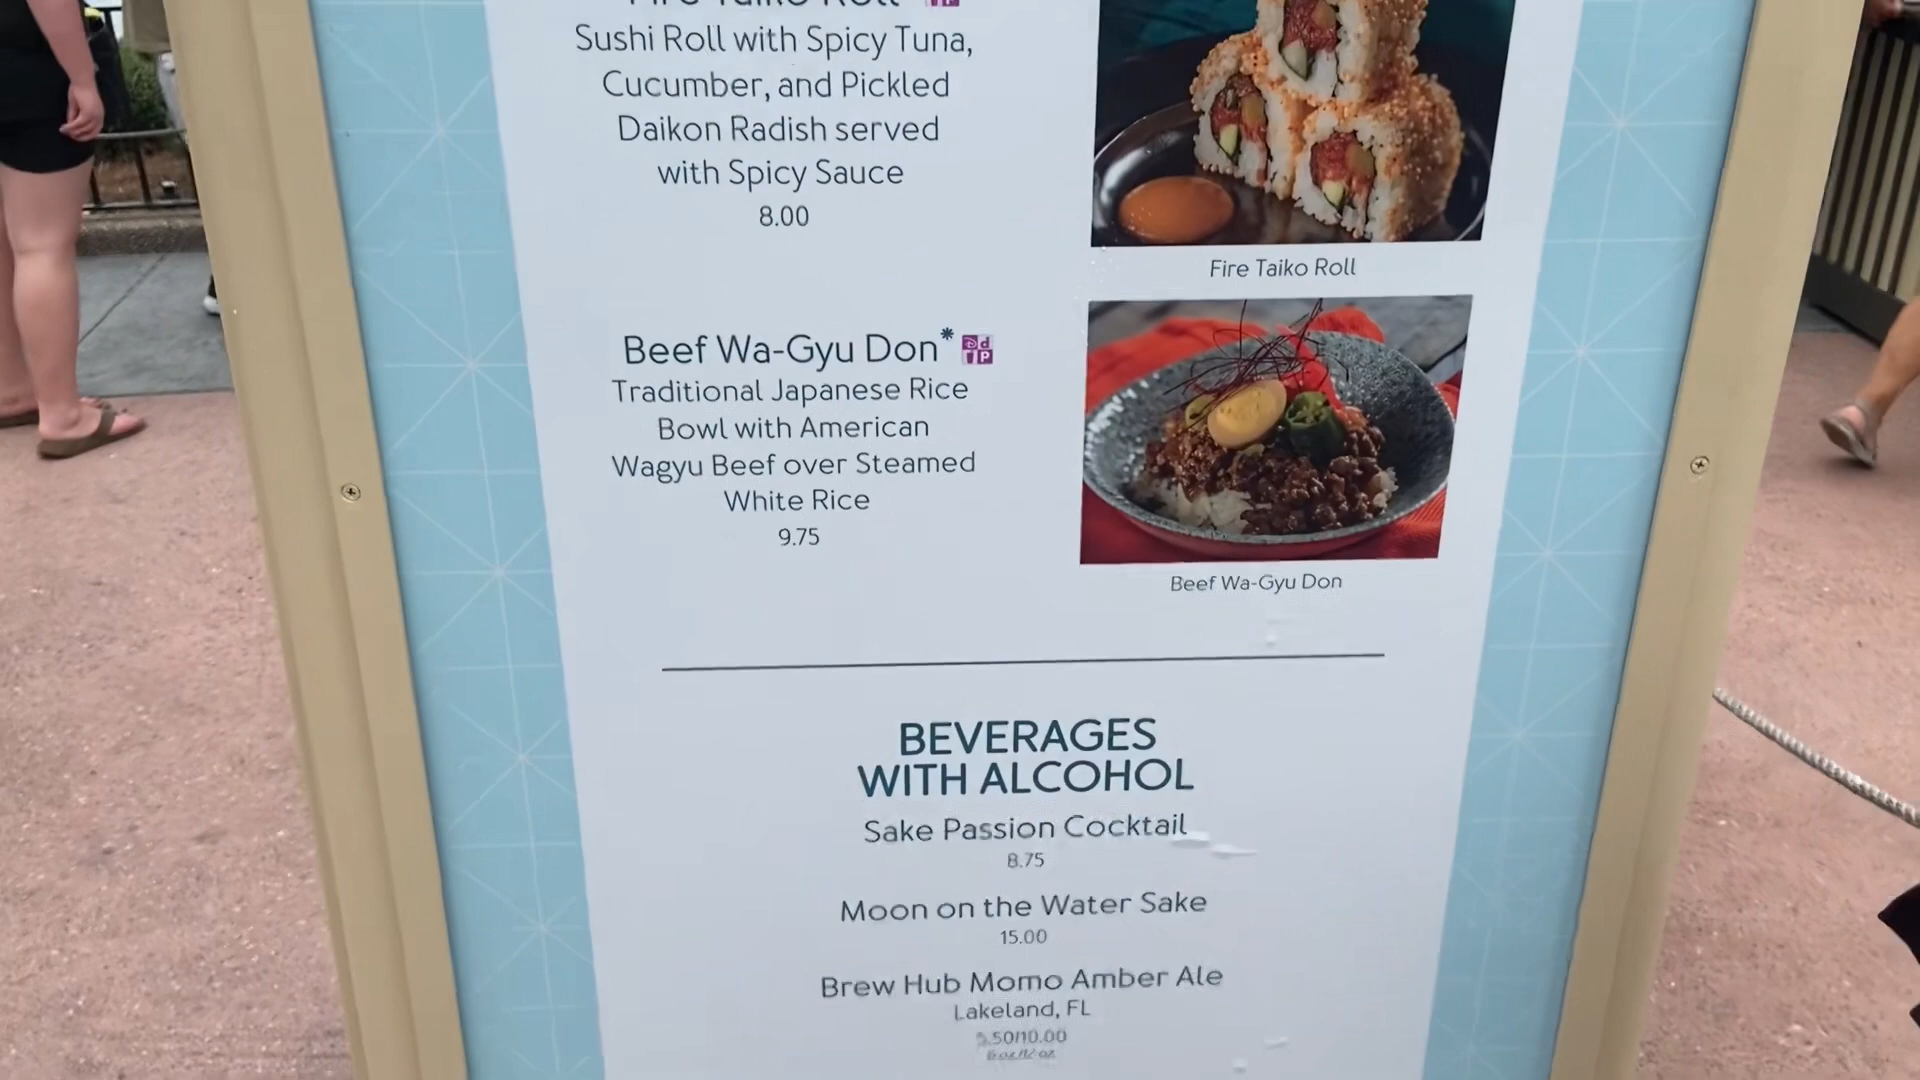 Fire Taiko Roll
Sushi Roll with Spicy Tuna,
Cucumber, and Pickled
Daikon Radish served
with Spicy Sauce
8.00
Fire Taiko Roll
Beef Wa-Gyu Don*
Traditional Japanese Rice
Bowl with American
Wagyu Beef over Steamed
White Rice
9.75
Beef Wa-Gyu Don
BEVERAGES
WITH ALCOHOL
Sake Passion Cocktail
8.75
Moon on the Water Sake
15.00
Brew Hub Momo Amber Ale
Lakeland, FL